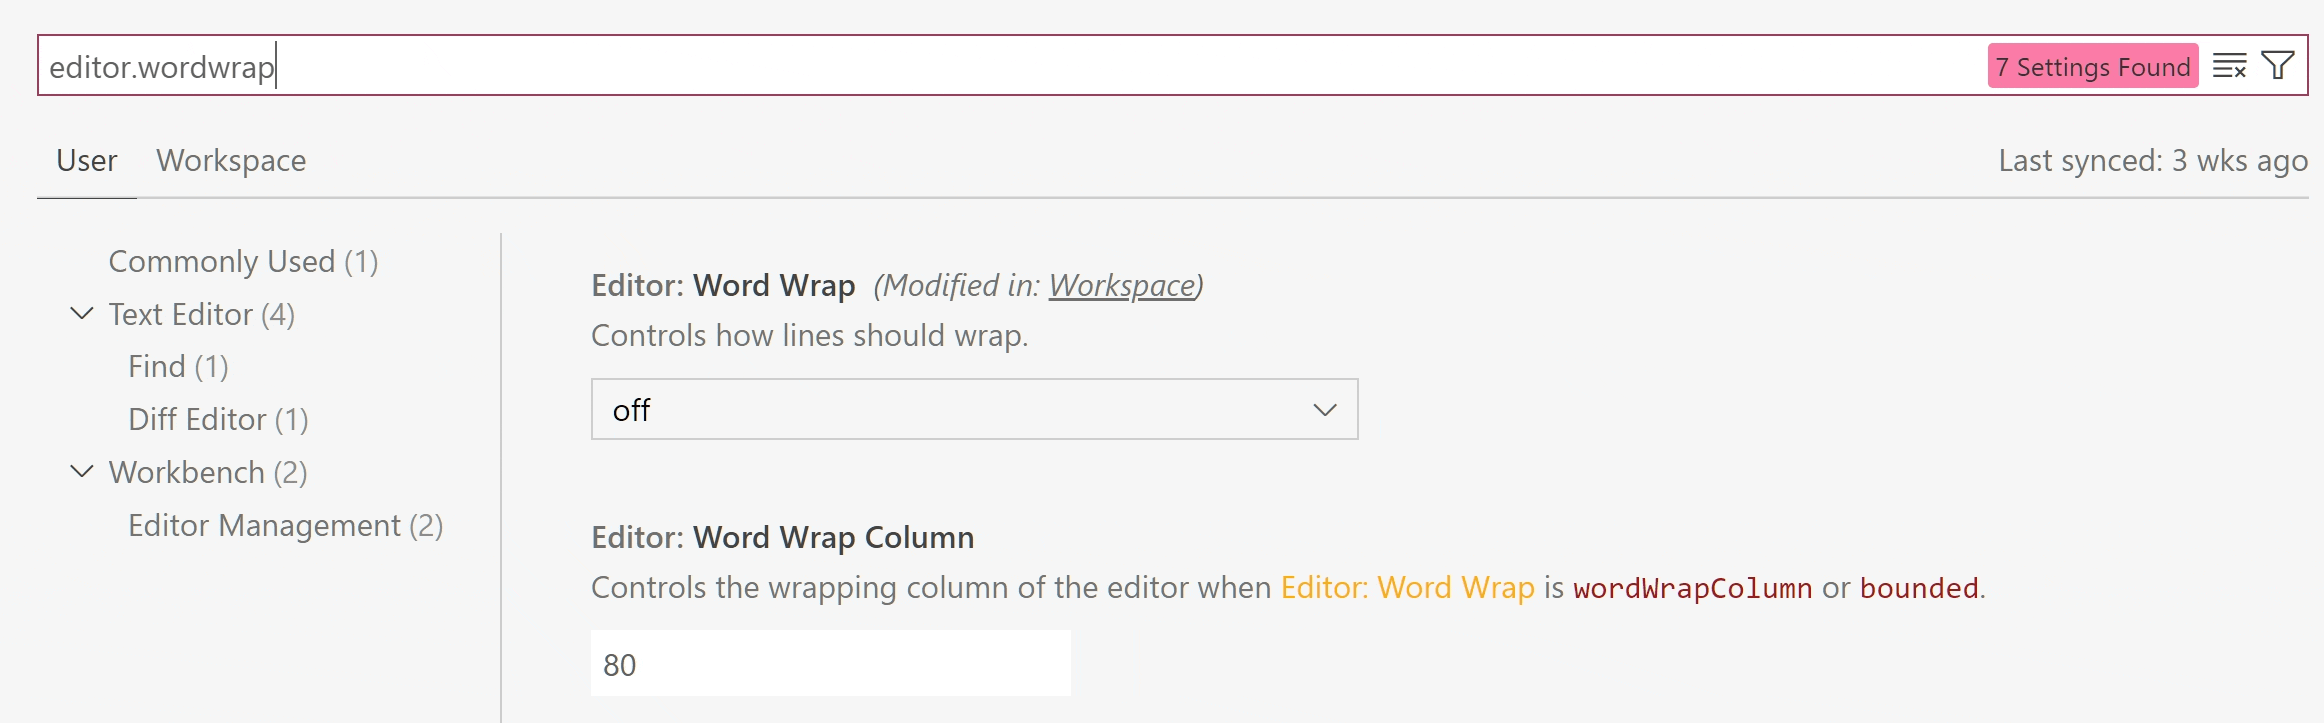 editor.wordwrap
7 Settings Found
User Workspace
Last synced: 3 wks ago
Commonly Used (1)
Text Editor (4)
Find (1)
Diff Editor (1)
Workbench (2)
Editor Management (2)
Editor: Word Wrap (Modified in: Workspace)
Controls how lines should wrap.
off
Editor: Word Wrap Column
Controls the wrapping column of the editor when Editor: Word Wrap is wordWrapColumn or bounded.
80